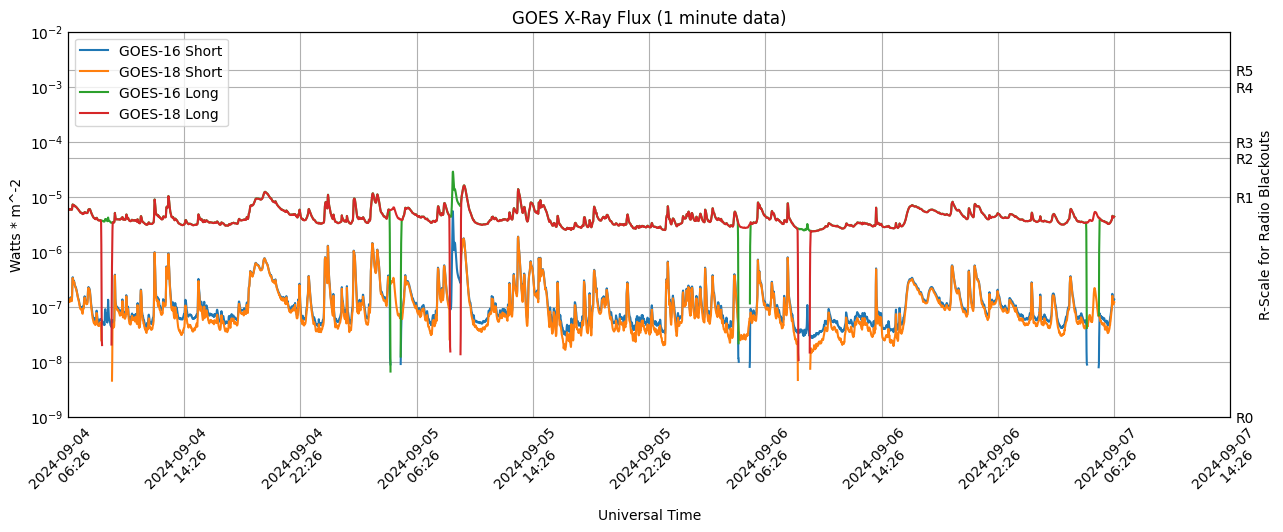 GOES X-Ray Flux (1 minute data)
GOES-16 Short
GOES-18 Short
GOES-16 Long
GOES-18 Long
Watts * m^-2
10⁻²
10⁻³
10⁻⁴
10⁻⁵
10⁻⁶
10⁻⁷
10⁻⁸
10⁻⁹
R5
R4
R3
R2
R1
R0
R-Scale for Radio Blackouts
2024-09-04
06:26
2024-09-04
14:26
2024-09-04
22:26
2024-09-05
06:26
2024-09-05
14:26
2024-09-05
22:26
2024-09-06
06:26
2024-09-06
14:26
2024-09-06
22:26
2024-09-07
06:26
2024-09-07
14:26
Universal Time